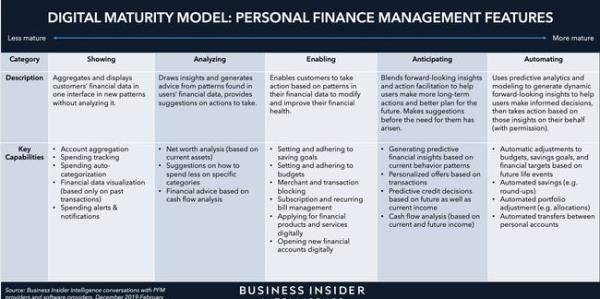 DIGITAL MATURITY MODEL: PERSONAL FINANCE MANAGEMENT FEATURES
Less mature
More mature
Category
Showing
Analyzing
Enabling
Anticipating
Automating
Description
Aggregates and displays
customers' financial data in
one interface in new patterns
without analyzing it.
Draws insights and generates
advice from patterns found in
users' financial data, provides
suggestions on actions to take.
Enables customers to take
action based on patterns in
their financial data to modify
and improve their financial
health.
Blends forward-looking insights
and action facilitation to help
users make more long-term
actions and better plan for the
future. Makes suggestions
before the need for them has
arisen.
Uses predictive analytics and
modeling to generate dynamic
forward-looking insights to help
users make informed decisions,
then takes action based on
those insights on their behalf
(with permission).
Key
Capabilities
• Account aggregation
• Spending tracking
• Spending auto-
categorization
• Financial data visualization
(based only on past
transactions)
• Spending alerts &
notifications
• Net worth analysis (based on
current assets)
• Suggestions on how to
spend less on specific
categories
• Financial advice based on
cash flow analysis
• Setting and adhering to
saving goals
• Setting and adhering to
budgets
• Merchant and transaction
blocking
• Subscription and recurring
bill management
• Applying for financial
products and services
digitally
• Opening new financial
accounts digitally
• Generating predictive
financial insights based on
current behavior patterns
• Personalized offers based on
transactions
• Predictive credit decisions
based on future as well as
current income
• Cash flow analysis (based on
current and future income)
• Automatic adjustments to
budgets, savings goals, and
financial targets based on
future life events
• Automated savings (e.g.
round-ups)
• Automated portfolio
adjustment (e.g. allocations)
• Automated transfers between
personal accounts
Source: Business Insider Intelligence conversations with PFM
providers and software providers, December 2019-February
BUSINESS INSIDER
INTELLIGENCE